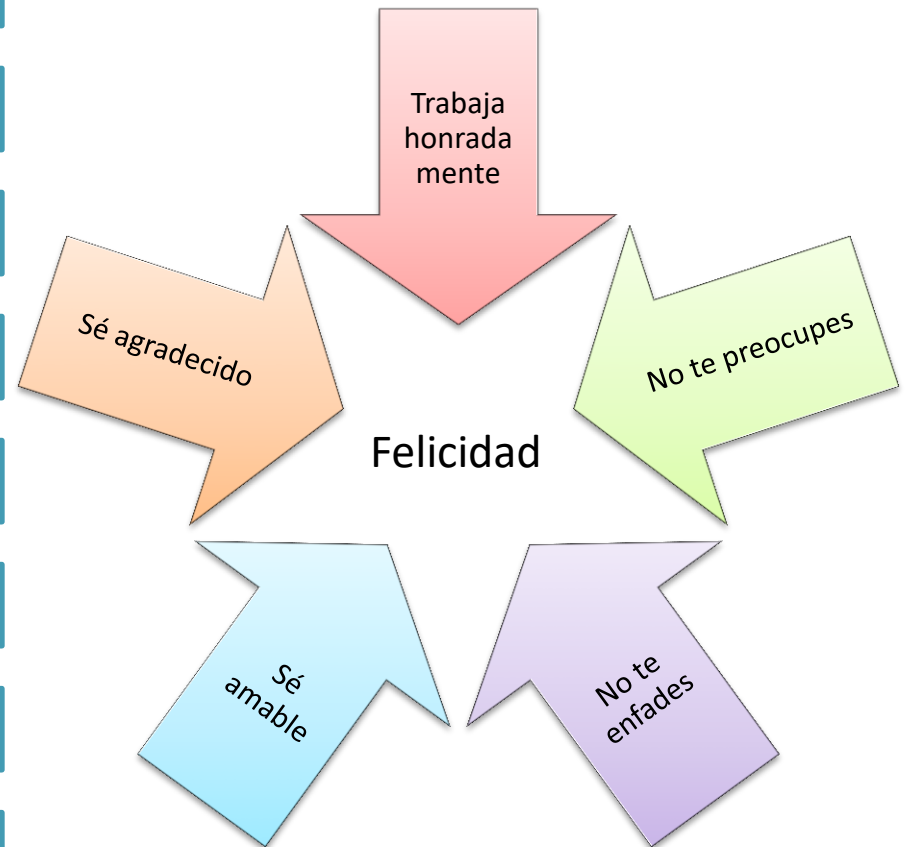 Trabaja
honrada
mente
Sé agradecido
No te preocupes
Felicidad
Sé
amable
No te
enfades